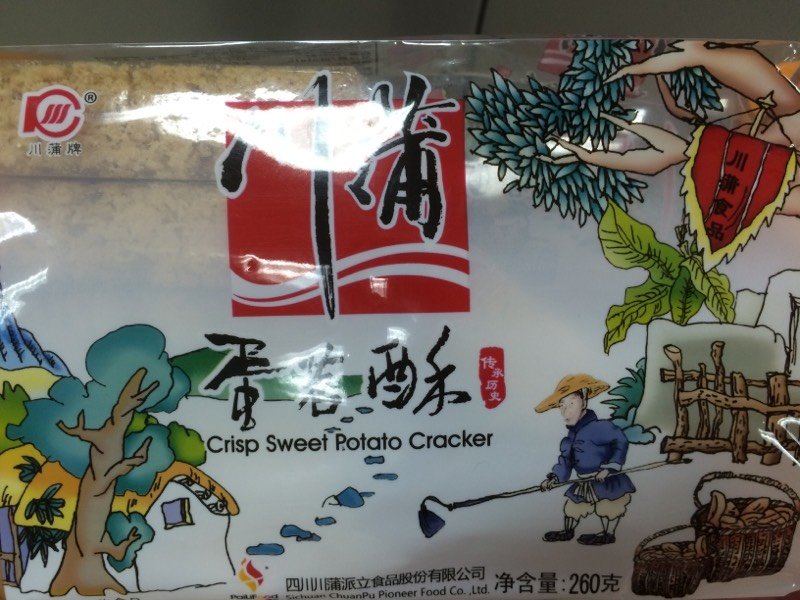 川蒲牌
®
川蒲
川蒲食品
蛋苕酥
传承
历史
Crisp Sweet Potato Cracker
四川川蒲派立食品股份有限公司
Sichuan ChuanPu Pioneer Food Co.,Ltd.
净含量:260克